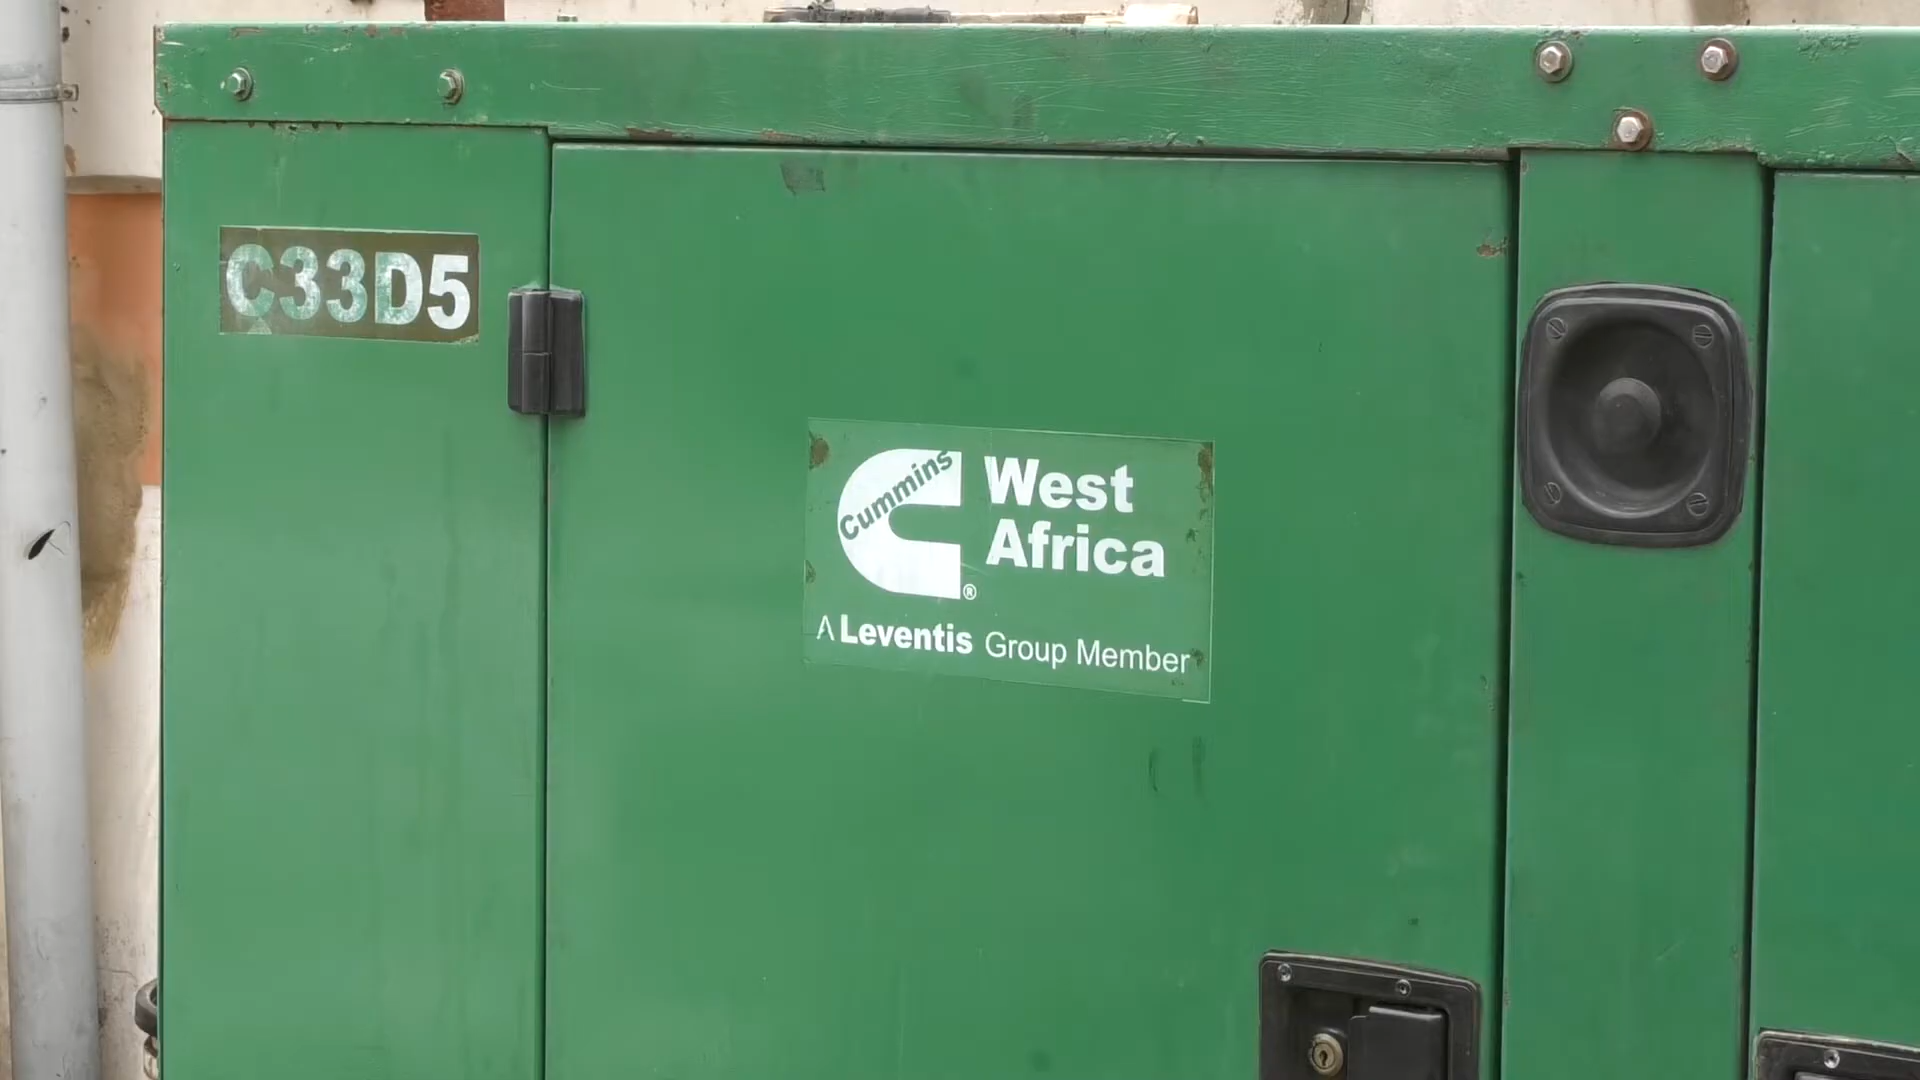 C33D5
Cummins
West
Africa
®
A Leventis Group Member